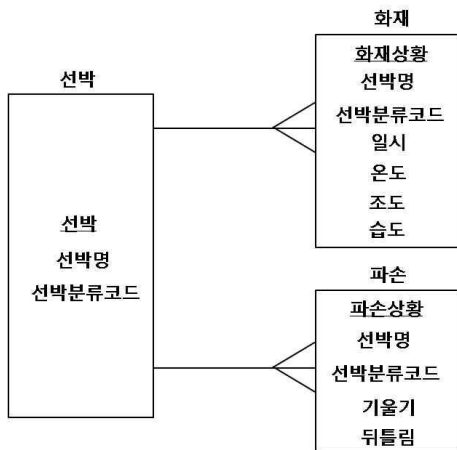 선박
선박
선박명
선박분류코드
화재
화재상황
선박명
선박분류코드
일시
온도
조도
습도
파손
파손상황
선박명
선박분류코드
기울기
뒤틀림